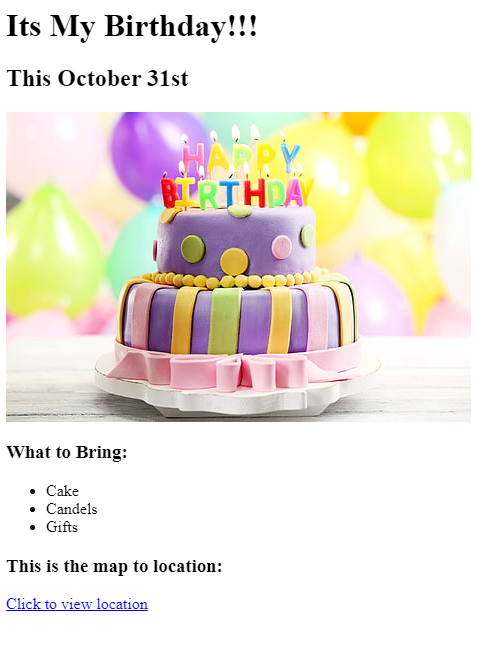 Its My Birthday!!!
This October 31st
HAPPY
BIRTHDAY
What to Bring:
Cake
Candels
Gifts
This is the map to location:
Click to view location